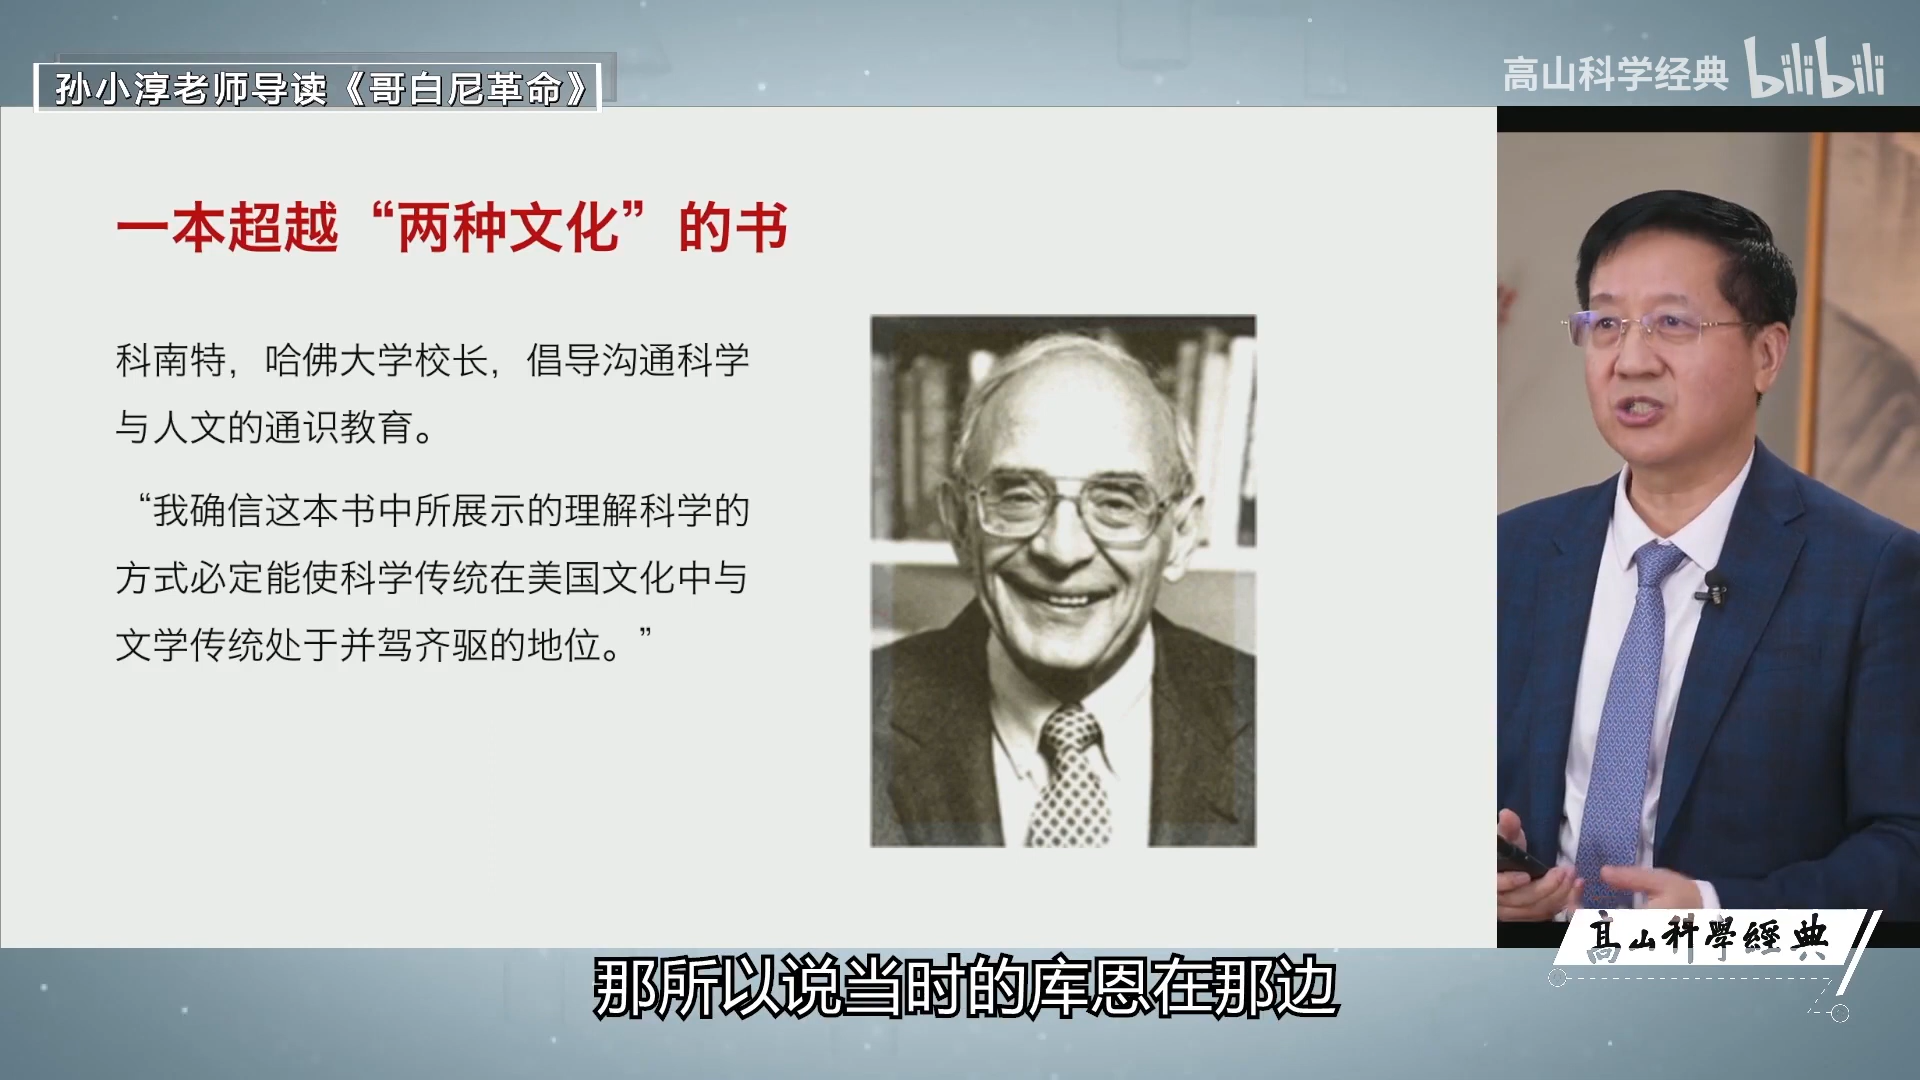 孙小淳老师导读《哥白尼革命》
高山科学经典 bilibili
一本超越“两种文化”的书
科南特，哈佛大学校长，倡导沟通科学
与人文的通识教育。
“我确信这本书中所展示的理解科学的
方式必定能使科学传统在美国文化中与
文学传统处于并驾齐驱的地位。”
高山科學經典
那所以说当时的库恩在那边